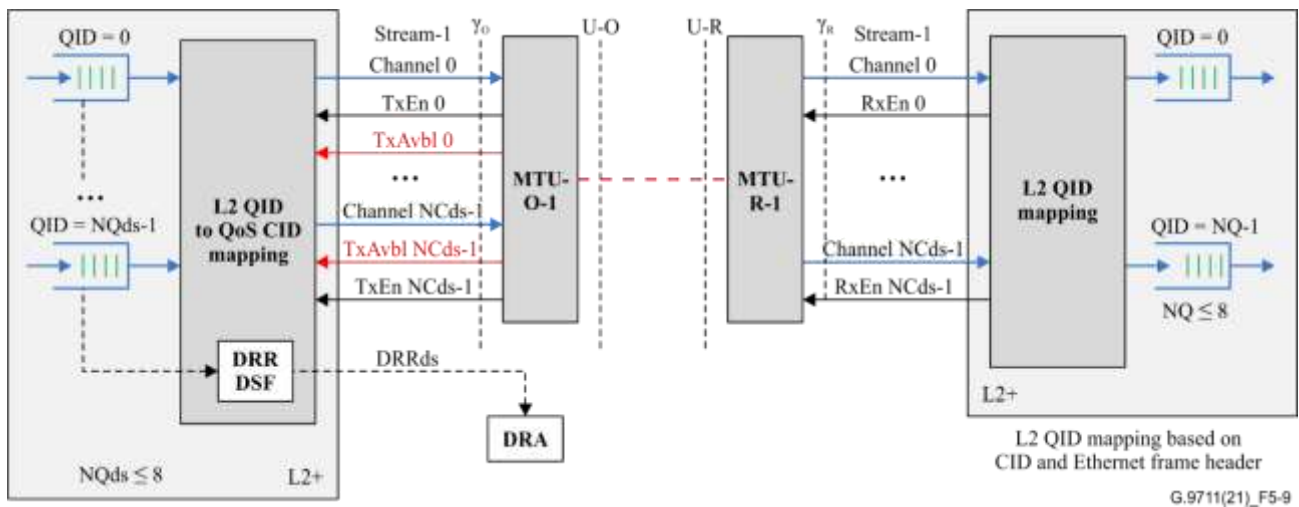 QID = 0
Stream-1
γO
U-O
U-R
γR
Stream-1
QID = 0
Channel 0
Channel 0
TxEn 0
RxEn 0
TxAvbl 0
...
...
...
L2 QID
to QoS CID
mapping
MTU-
O-1
MTU-
R-1
L2 QID
mapping
...
QID = NQds-1
Channel NCds-1
TxAvbl NCds-1
TxEn NCds-1
Channel NCds-1
RxEn NCds-1
QID = NQ-1
NQ ≤ 8
DRR
DSF
DRRds
DRA
NQds ≤ 8
L2+
L2+
L2 QID mapping based on
CID and Ethernet frame header
G.9711(21)_F5-9